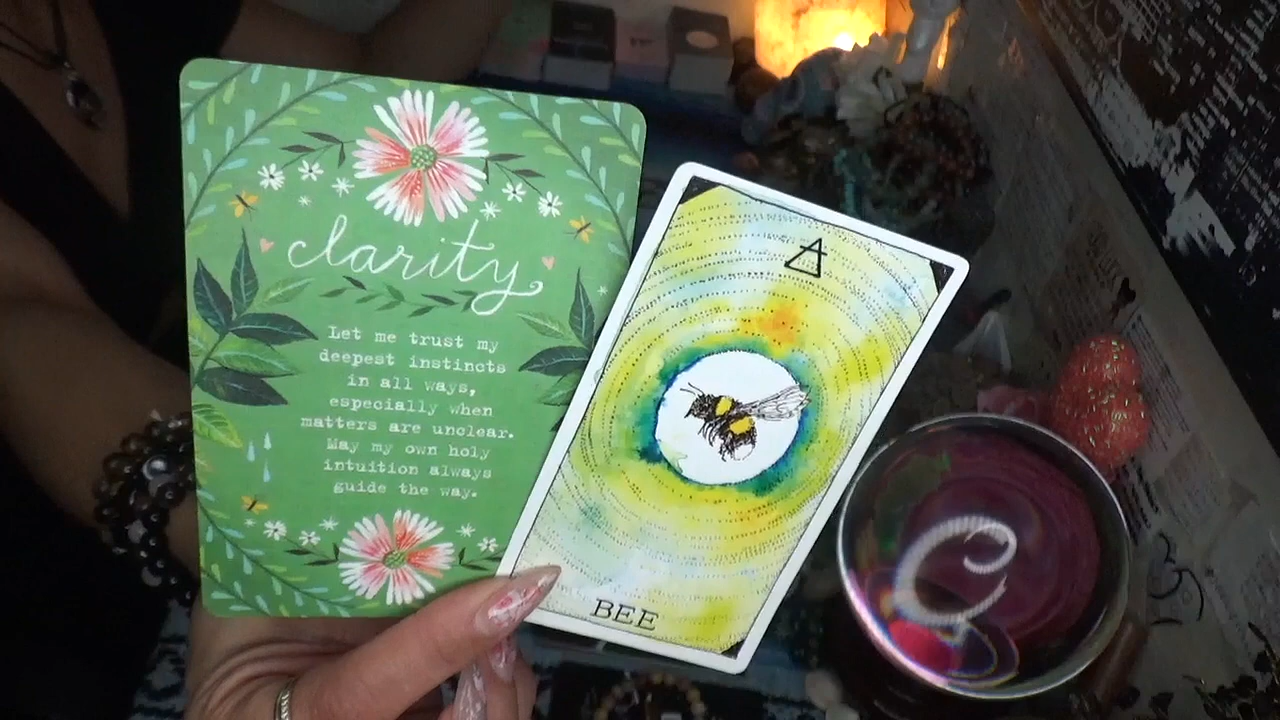 clarity
Let me trust my
deepest instincts
in all ways,
especially when
matters are unclear.
May my own holy
intuition always
guide the way.
BEE
G